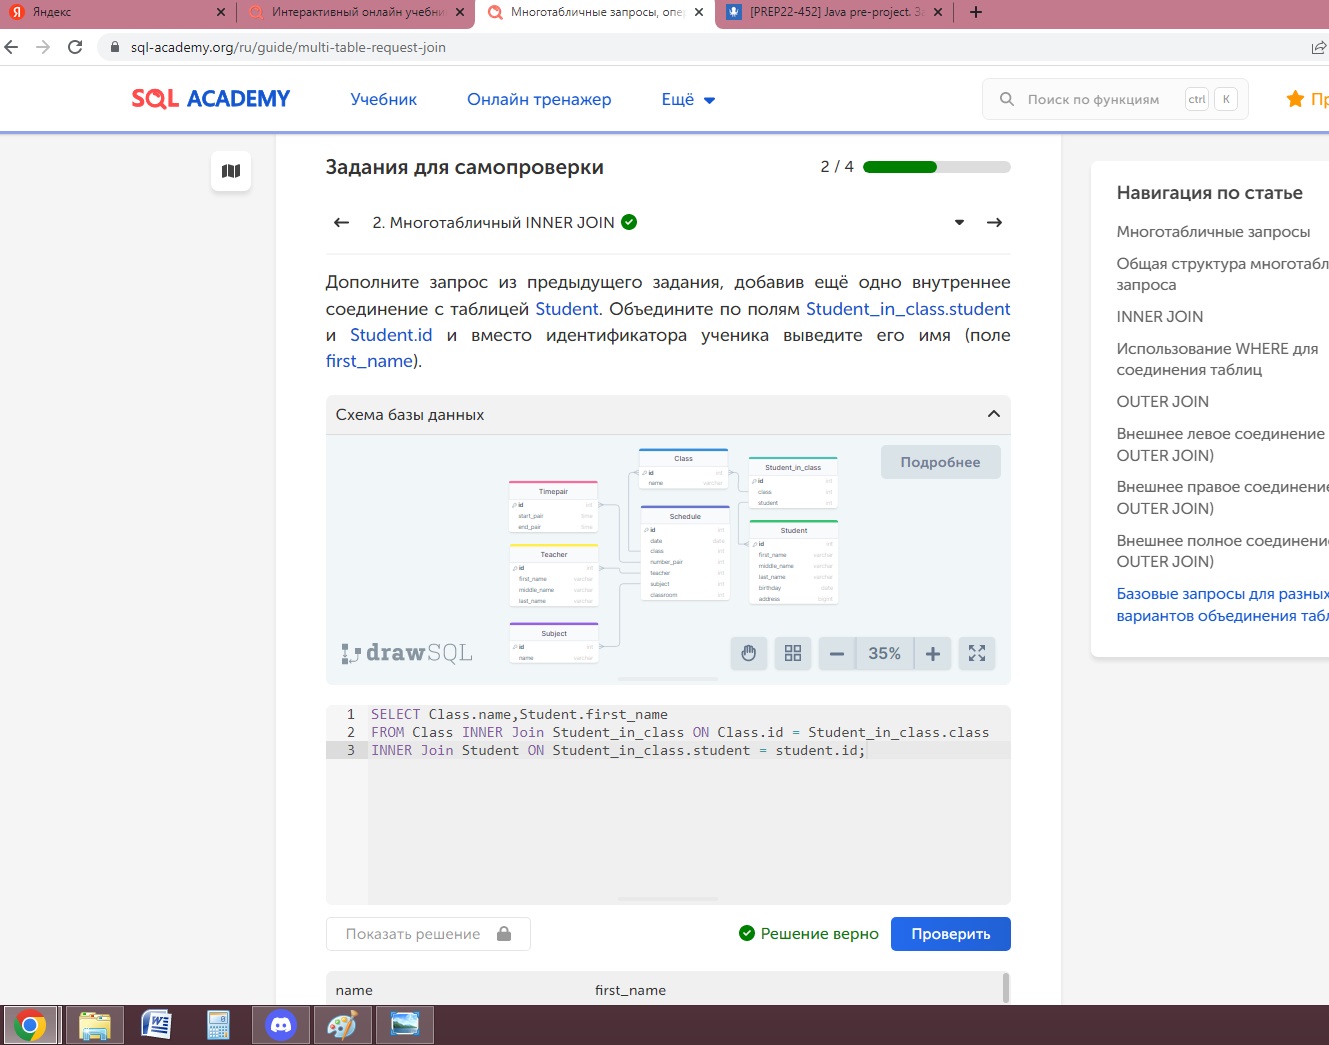 Яндекс
Интерактивный онлайн учебни
Многотабличные запросы, опе
[PREP22-452] Java pre-project. За
sql-academy.org/ru/guide/multi-table-request-join
SQL ACADEMY
Учебник
Онлайн тренажер
Ещё
Поиск по функциям
ctrl
K
Пр
Задания для самопроверки
2 / 4
2. Многотабличный INNER JOIN
Дополните запрос из предыдущего задания, добавив ещё одно внутреннее
соединение с таблицей Student. Объедините по полям Student_in_class.student
и Student.id и вместо идентификатора ученика выведите его имя (поле
first_name).
Схема базы данных
Подробнее
Timepair
id int
start_pair time
end_pair time
Teacher
id int
first_name varchar
middle_name varchar
last_name varchar
Subject
id int
name varchar
Class
id int
name varchar
Schedule
id int
date date
class int
number_pair int
teacher int
subject int
classroom int
Student_in_class
id int
class int
student int
Student
id int
first_name varchar
middle_name varchar
last_name varchar
birthday date
address bigint
drawSQL
35%
1 SELECT Class.name,Student.first_name
2 FROM Class INNER Join Student_in_class ON Class.id = Student_in_class.class
3 INNER Join Student ON Student_in_class.student = student.id;
Показать решение
Решение верно
Проверить
name first_name
Навигация по статье
Многотабличные запросы
Общая структура многотабл
запроса
INNER JOIN
Использование WHERE для
соединения таблиц
OUTER JOIN
Внешнее левое соединение
OUTER JOIN)
Внешнее правое соединение
OUTER JOIN)
Внешнее полное соединени
OUTER JOIN)
Базовые запросы для разных
вариантов объединения табл